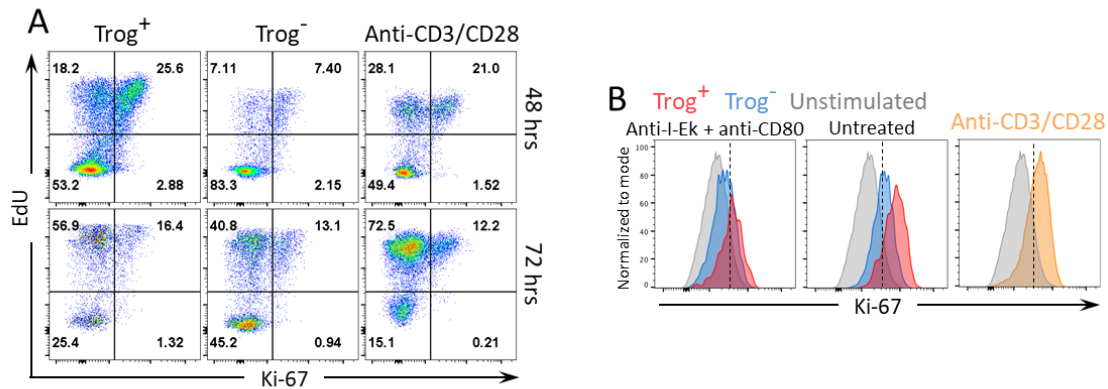 A
Trog+ Trog- Anti-CD3/CD28
18.2 25.6 7.11 7.40 28.1 21.0
53.2 2.88 83.3 2.15 49.4 1.52
48 hrs
56.9 16.4 40.8 13.1 72.5 12.2
25.4 1.32 45.2 0.94 15.1 0.21
72 hrs
EdU
Ki-67
B
Trog+ Trog- Unstimulated
Anti-I-Ek + anti-CD80 Untreated Anti-CD3/CD28
Normalized to mode
100
80
60
40
20
0
Ki-67